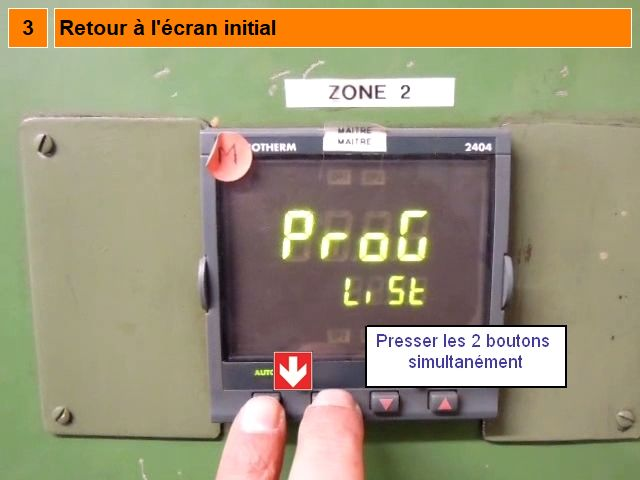 3 Retour à l'écran initial
ZONE 2
MAITRE
MAITRE
M OTHERM 2404
ProG
LiSt
Presser les 2 boutons
simultanément
AUTO